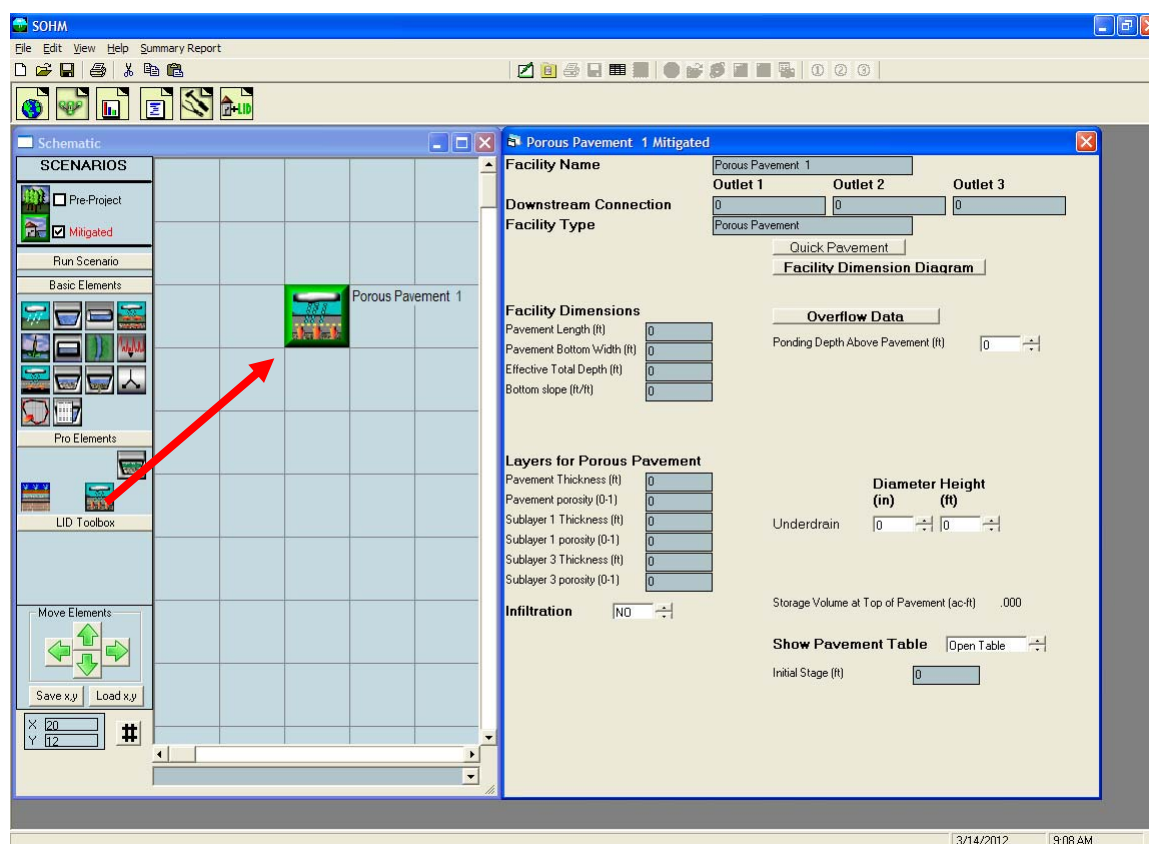 SOHM
File Edit View Help Summary Report
① ② ③
+LID
Schematic
SCENARIOS
Pre-Project
Mitigated
Run Scenario
Basic Elements
Pro Elements
LID Toolbox
Move Elements
Save x,y Load x,y
X 20
Y 12
#
Porous Pavement 1
Porous Pavement 1 Mitigated
Facility Name Porous Pavement 1
Outlet 1 Outlet 2 Outlet 3
Downstream Connection 0 0 0
Facility Type Porous Pavement
Quick Pavement
Facility Dimension Diagram
Facility Dimensions
Pavement Length (ft) 0
Pavement Bottom Width (ft) 0
Effective Total Depth (ft) 0
Bottom slope (ft/ft) 0
Overflow Data
Ponding Depth Above Pavement (ft) 0
Layers for Porous Pavement
Pavement Thickness (ft) 0
Pavement porosity (0-1) 0
Sublayer 1 Thickness (ft) 0
Sublayer 1 porosity (0-1) 0
Sublayer 3 Thickness (ft) 0
Sublayer 3 porosity (0-1) 0
Infiltration NO
Diameter Height
(in) (ft)
Underdrain 0 0
Storage Volume at Top of Pavement (ac-ft) .000
Show Pavement Table Open Table
Initial Stage (ft) 0
3/14/2012 9:08 AM